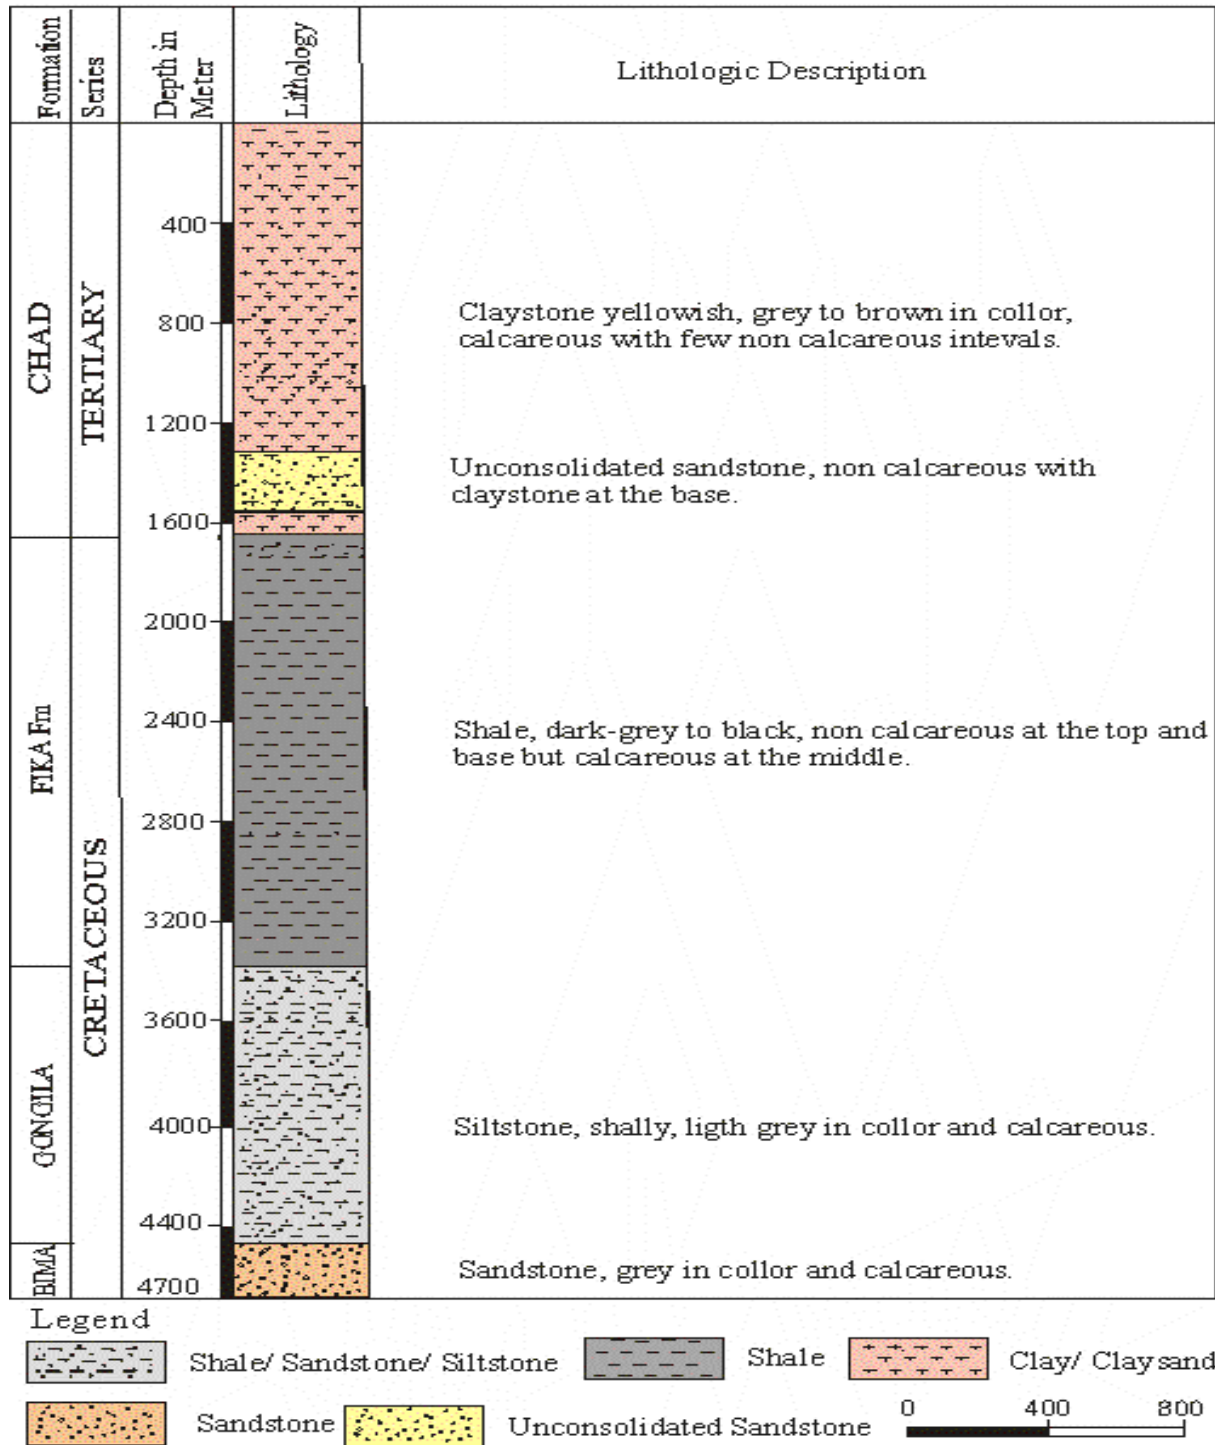 Formation
Series
Depth in
Meter
Lithology
Lithologic Description
CHAD
TERTIARY
400
800
1200
1600
Claystone yellowish, grey to brown in collor,
calcareous with few non calcareous intevals.
Unconsolidated sandstone, non calcareous with
claystone at the base.
FIKA Fm
CRETACEOUS
2000
2400
2800
3200
Shale, dark-grey to black, non calcareous at the top and
base but calcareous at the middle.
GONGILA
3600
4000
4400
Siltstone, shally, ligth grey in collor and calcareous.
BIMA
4700
Sandstone, grey in collor and calcareous.
Legend
Shale/ Sandstone/ Siltstone
Shale
Clay/ Claysand
Sandstone
Unconsolidated Sandstone
0 400 800